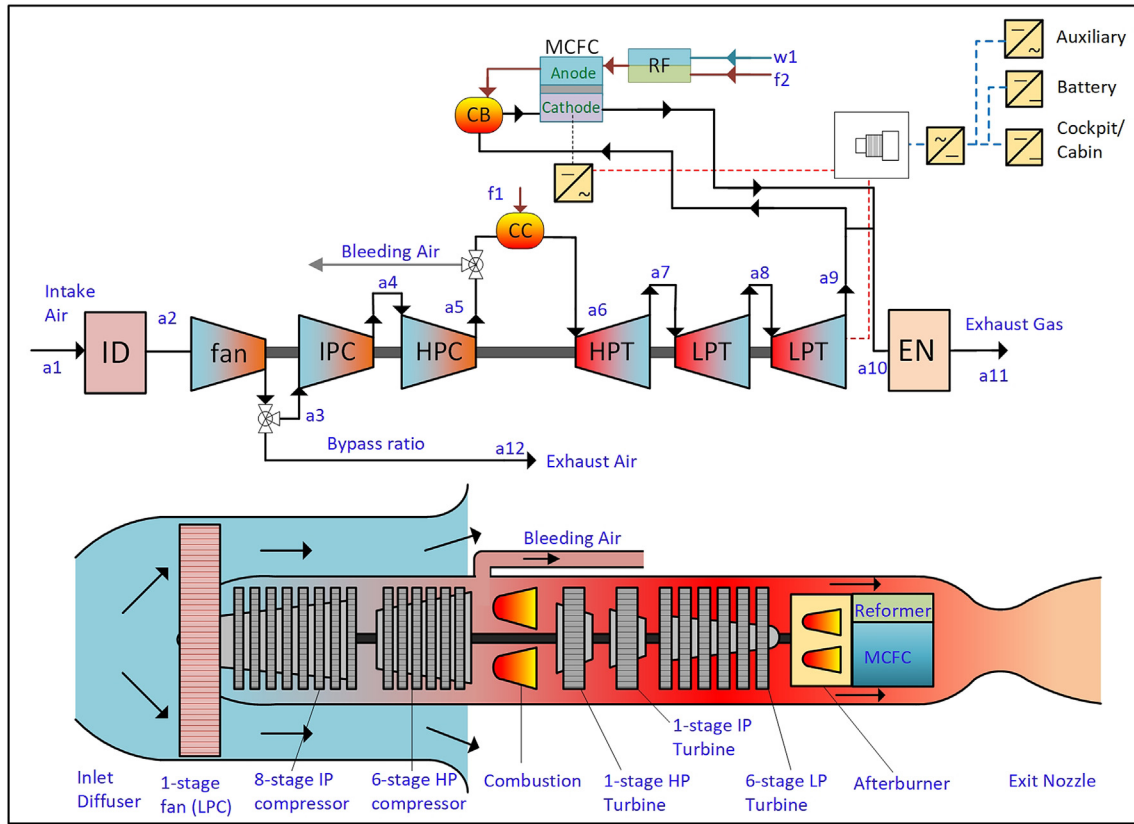 MCFC
Anode
Cathode
RF
w1
f2
CB
Auxiliary
Battery
Cockpit/
Cabin
f1
CC
Bleeding Air
Intake
Air
a1
ID
a2
fan
a3
IPC
a4
HPC
a5
a6
HPT
a7
LPT
a8
LPT
a9
a10
EN
Exhaust Gas
a11
Bypass ratio
a12
Exhaust Air
Bleeding Air
Reformer
MCFC
1-stage IP
Turbine
Inlet
Diffuser
1-stage
fan (LPC)
8-stage IP
compressor
6-stage HP
compressor
Combustion
1-stage HP
Turbine
6-stage LP
Turbine
Afterburner
Exit Nozzle